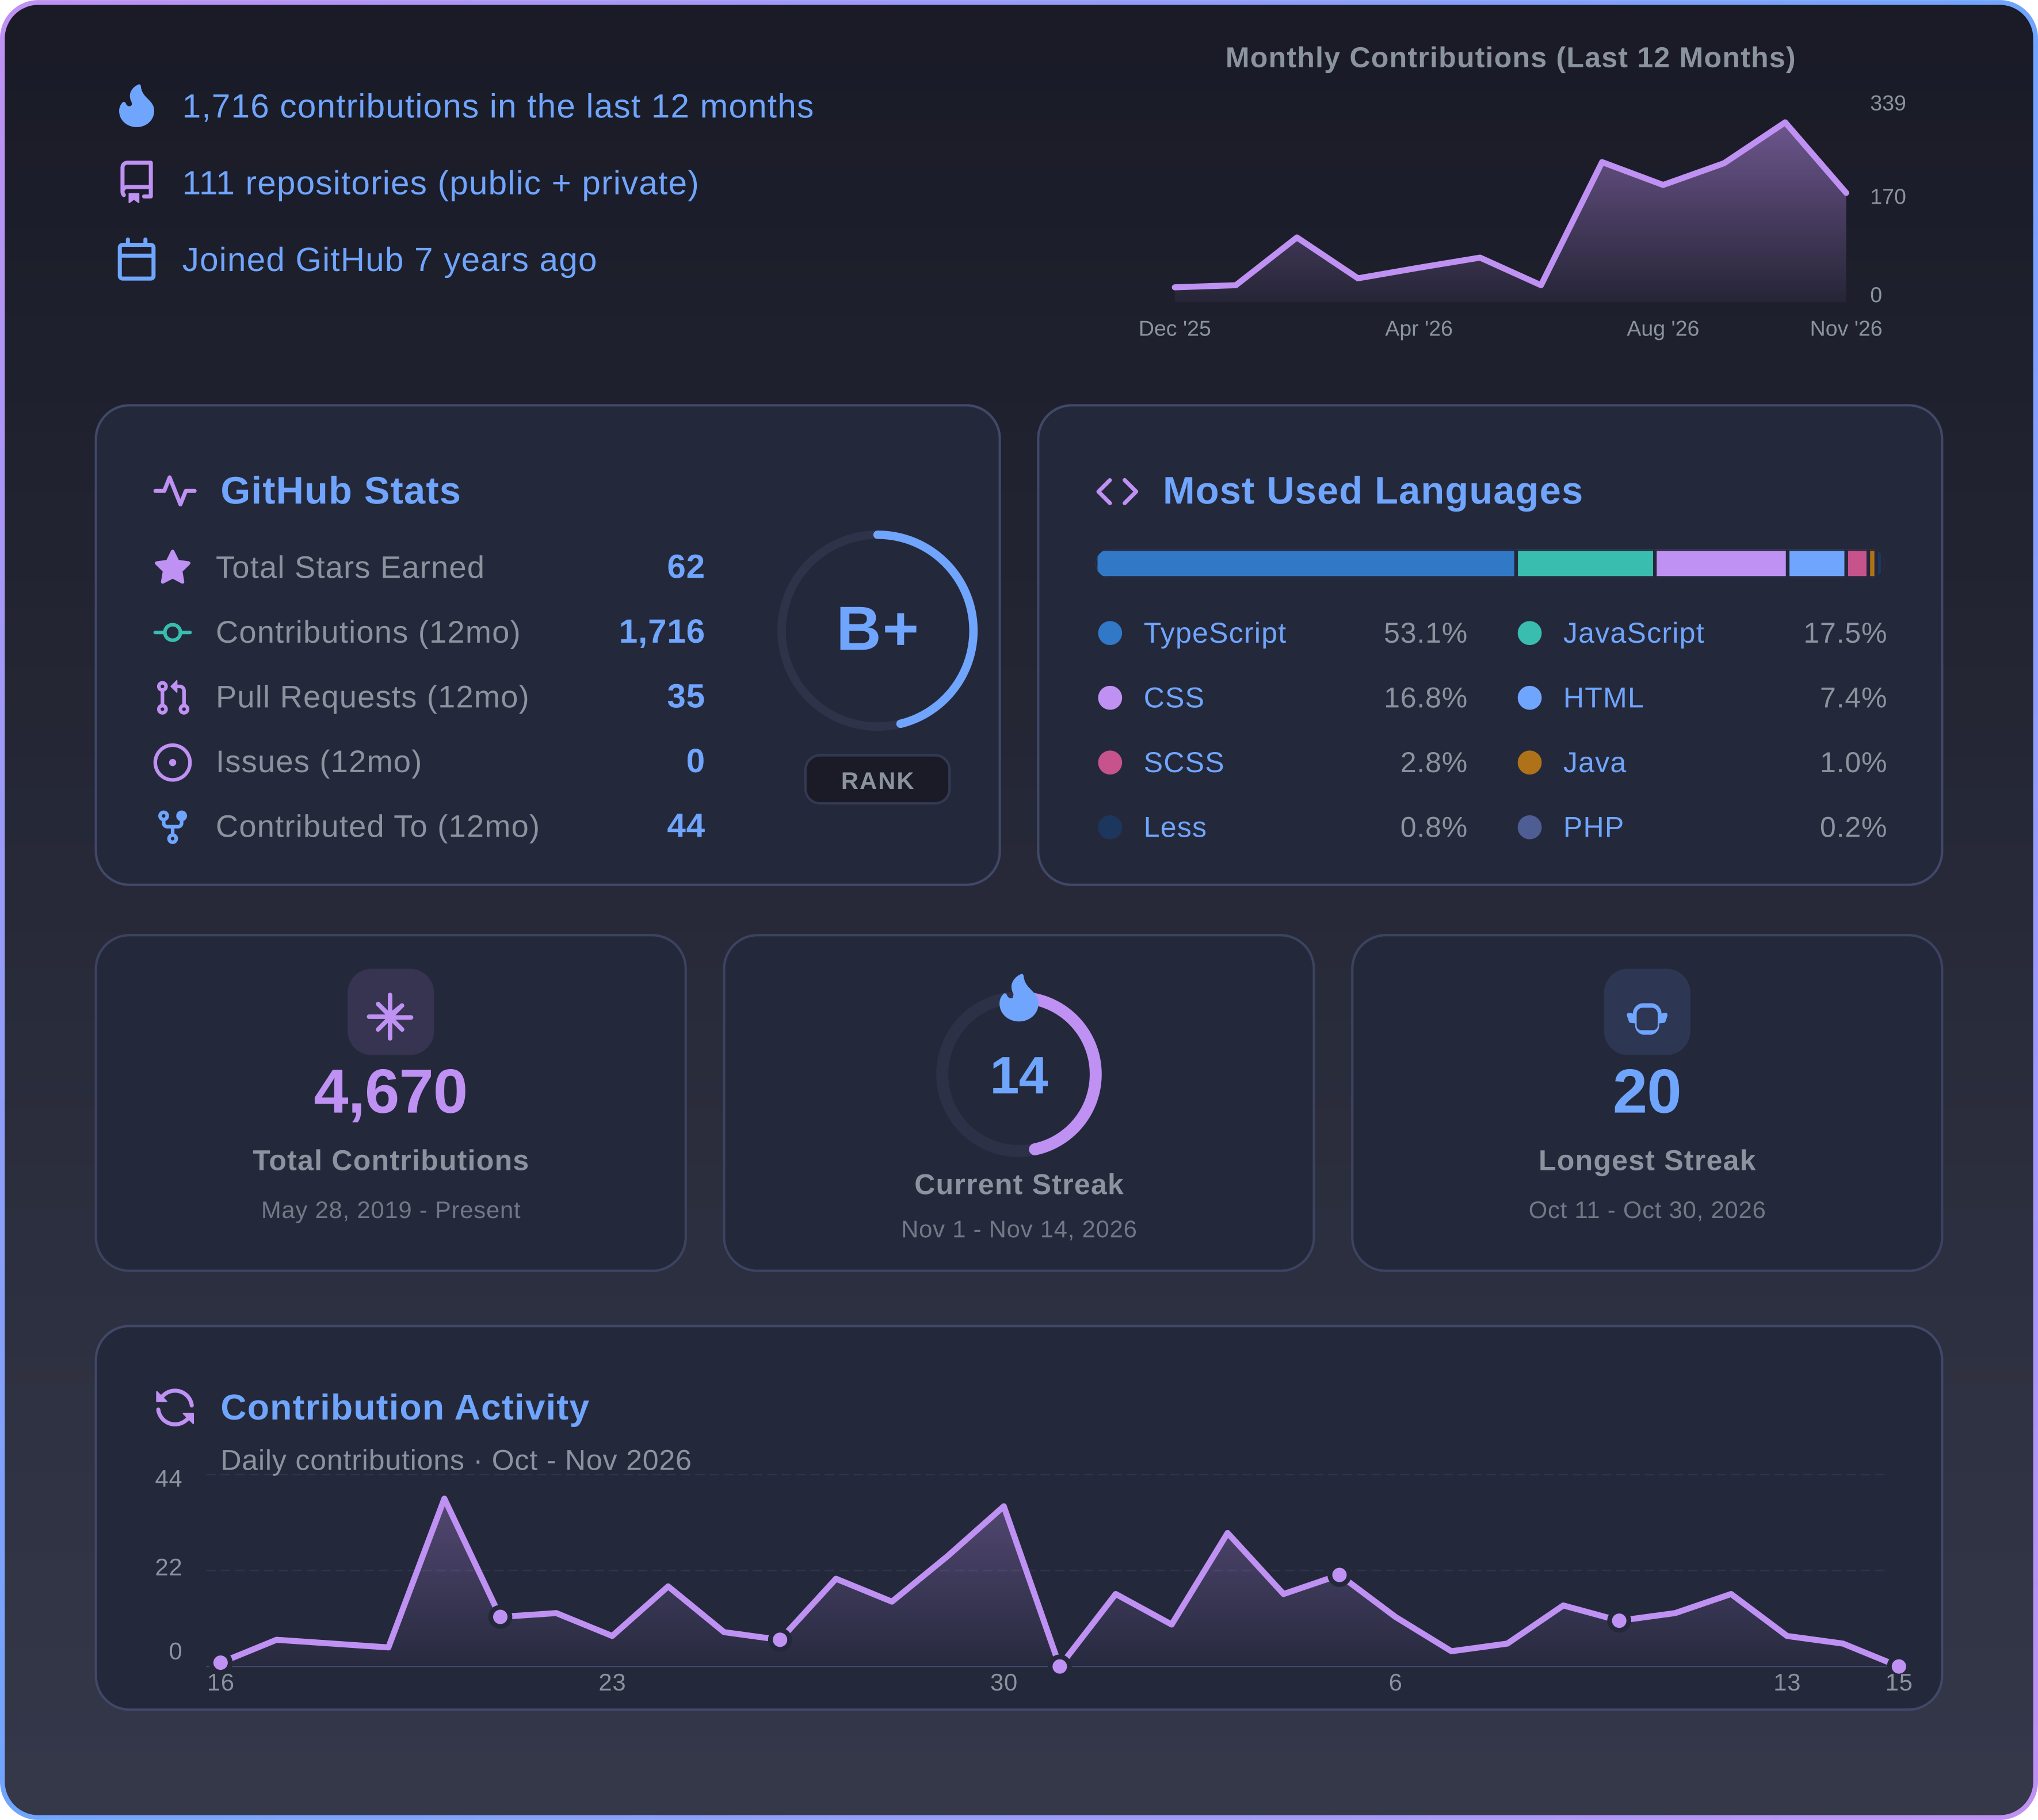 1,716 contributions in the last 12 months
111 repositories (public + private)
Joined GitHub 7 years ago
Monthly Contributions (Last 12 Months)
339
170
0
Dec '25 Apr '26 Aug '26 Nov '26
GitHub Stats
Total Stars Earned 62
Contributions (12mo) 1,716
Pull Requests (12mo) 35
Issues (12mo) 0
Contributed To (12mo) 44
B+
RANK
Most Used Languages
TypeScript 53.1% JavaScript 17.5%
CSS 16.8% HTML 7.4%
SCSS 2.8% Java 1.0%
Less 0.8% PHP 0.2%
4,670
Total Contributions
May 28, 2019 - Present
14
Current Streak
Nov 1 - Nov 14, 2026
20
Longest Streak
Oct 11 - Oct 30, 2026
Contribution Activity
Daily contributions · Oct - Nov 2026
44
22
0
16 23 30 6 13 15